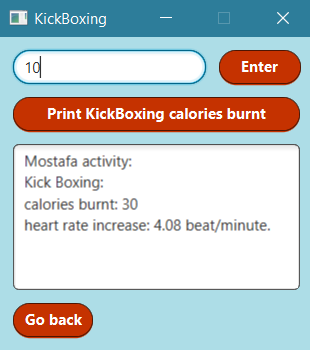 KickBoxing
10
Enter
Print KickBoxing calories burnt
Mostafa activity:
Kick Boxing:
calories burnt: 30
heart rate increase: 4.08 beat/minute.
Go back